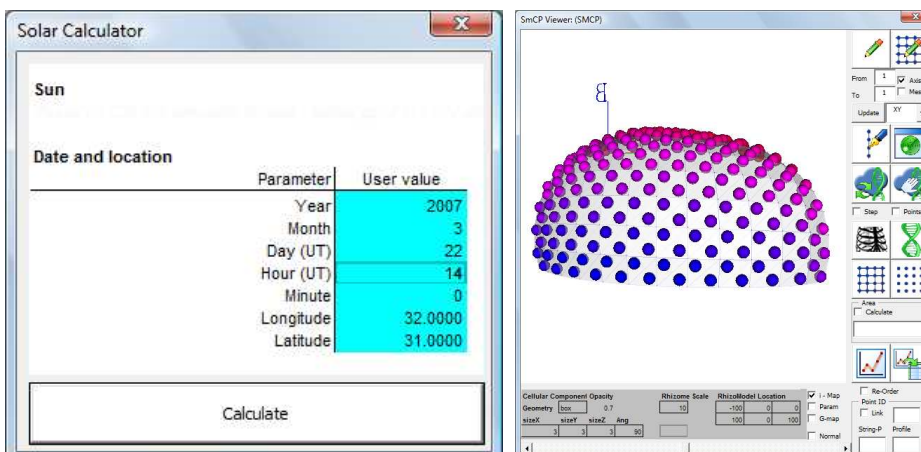 Solar Calculator
Sun
Date and location
Parameter User value
Year 2007
Month 3
Day (UT) 22
Hour (UT) 14
Minute 0
Longitude 32.0000
Latitude 31.0000
Calculate
SmCP Viewer: (SMCP)
From 1 Axis
To 1 Mes
Update XY
Step Points
Area
Calculate
Re-Order
Point ID
Link
String-P Profile
Cellular Component Opacity Rhizome Scale RhizoModel Location i - Map
Geometry box 0.7 10 -100 0 0 Param
sizeX sizeY sizeZ Ang 100 0 100 G-map
3 3 3 90 Normal